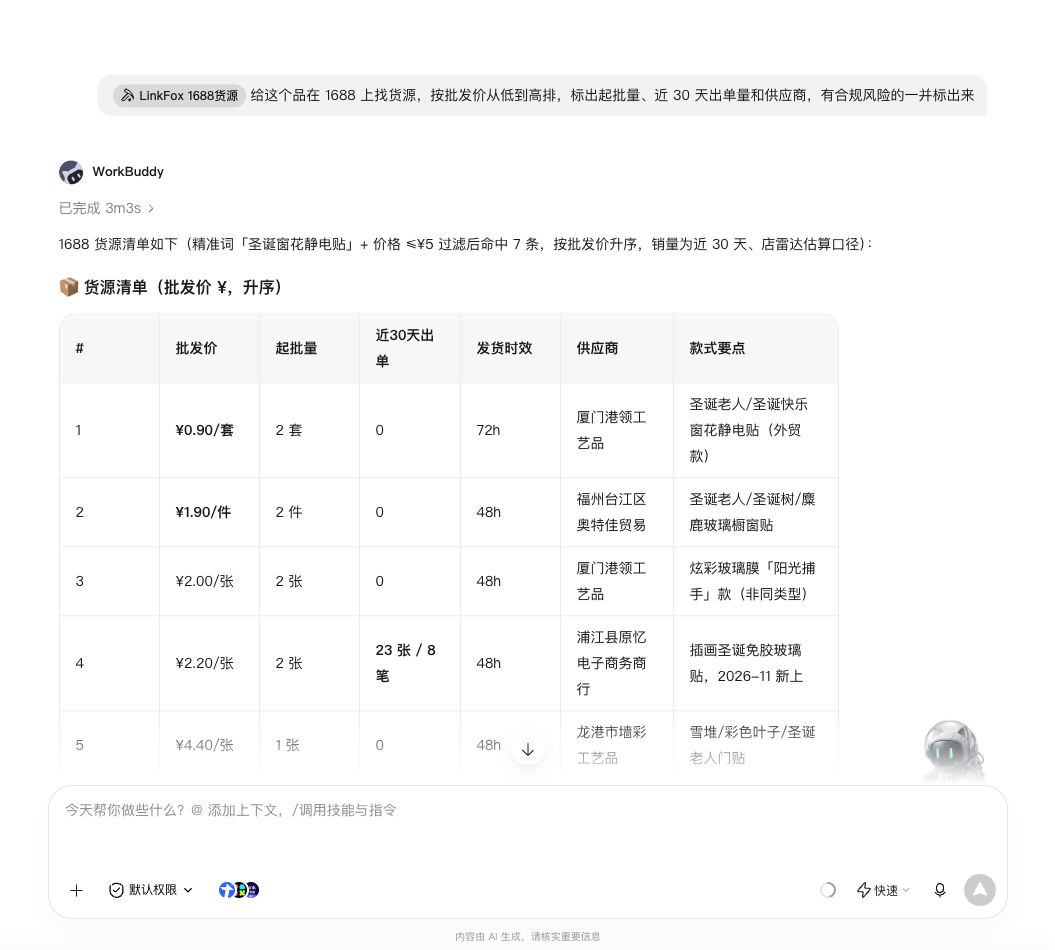 LinkFox 1688货源 给这个品在 1688 上找货源，按批发价从低到高排，标出起批量、近 30 天出单量和供应商，有合规风险的一并标出来
WorkBuddy
已完成 3m3s >
1688 货源清单如下（精准词「圣诞窗花静电贴」+ 价格 ≤¥5 过滤后命中 7 条，按批发价升序，销量为近 30 天、店雷达估算口径）：
📦 货源清单（批发价 ¥，升序）
# 批发价 起批量 近30天出
单 发货时效 供应商 款式要点
1 ¥0.90/套 2 套 0 72h 厦门港领工
艺品 圣诞老人/圣诞快乐
窗花静电贴（外贸
款）
2 ¥1.90/件 2 件 0 48h 福州台江区
奥特佳贸易 圣诞老人/圣诞树/麋
鹿玻璃橱窗贴
3 ¥2.00/张 2 张 0 48h 厦门港领工
艺品 炫彩玻璃膜「阳光捕
手」款（非同类型）
4 ¥2.20/张 2 张 23 张 / 8
笔 48h 浦江县原忆
电子商务商
行 插画圣诞免胶玻璃
贴，2026-11 新上
5 ¥4.40/张 1 张 0 48h 龙港市墙彩
工艺品 雪堆/彩色叶子/圣诞
老人门贴
今天帮你做些什么？@ 添加上下文，/调用技能与指令
默认权限
快速
内容由 AI 生成，请核实重要信息